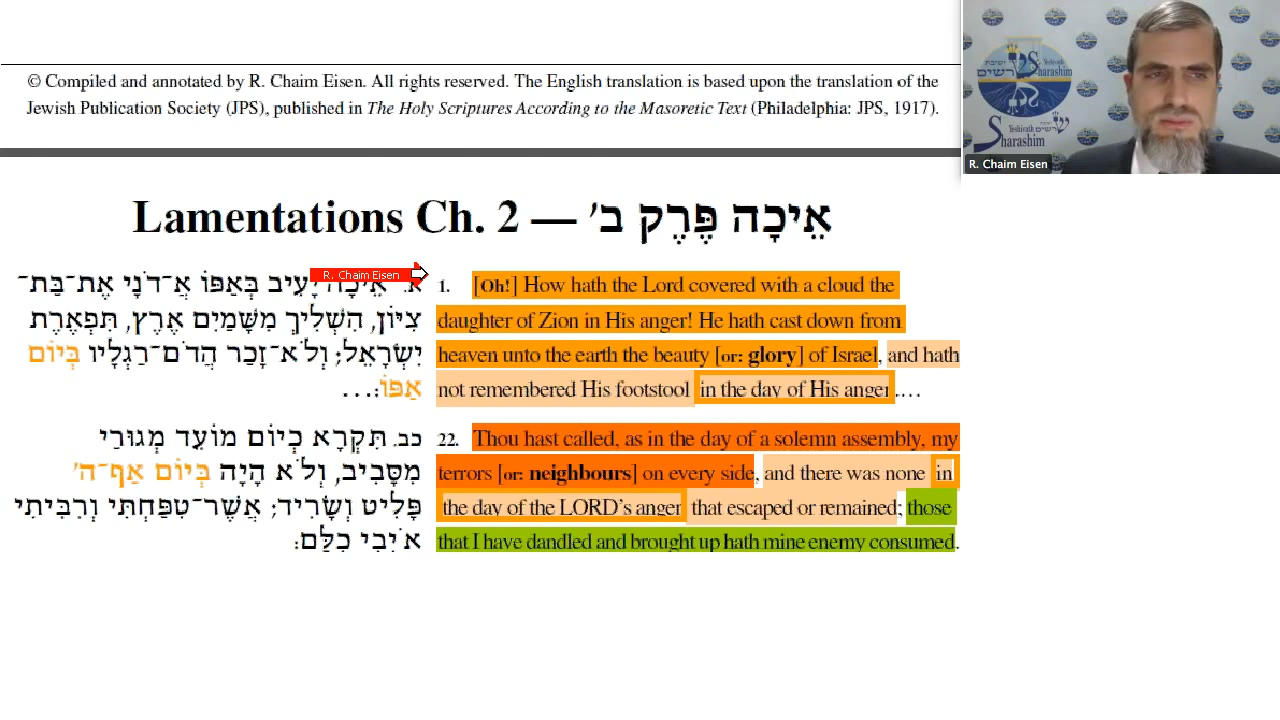 © Compiled and annotated by R. Chaim Eisen. All rights reserved. The English translation is based upon the translation of the
Jewish Publication Society (JPS), published in The Holy Scriptures According to the Masoretic Text (Philadelphia: JPS, 1917).
ישיבת שרשים
Yeshivath Sharashim
Yeshivath Sharashim
R. Chaim Eisen
Lamentations Ch. 2 — אֵיכָה פֶּרֶק ב׳
א. אֵיכָה יָעִיב בְּאַפּוֹ אֲ־דֹנָי אֶת־בַּת־
צִיּוֹן, הִשְׁלִיךְ מִשָּׁמַיִם אֶרֶץ, תִּפְאֶרֶת
יִשְׂרָאֵל; וְלֹא־זָכַר הֲדֹם־רַגְלָיו בְּיוֹם
אַפּוֹ:…
R. Chaim Eisen
1. [Oh!] How hath the Lord covered with a cloud the
daughter of Zion in His anger! He hath cast down from
heaven unto the earth the beauty [or: glory] of Israel, and hath
not remembered His footstool in the day of His anger.…
כב. תִּקְרָא כְיוֹם מוֹעֵד מְגוּרַי
מִסָּבִיב, וְלֹא הָיָה בְּיוֹם אַף־ה׳
פָּלִיט וְשָׂרִיד; אֲשֶׁר־טִפַּחְתִּי וְרִבִּיתִי
אֹיְבִי כִלָּם:
22. Thou hast called, as in the day of a solemn assembly, my
terrors [or: neighbours] on every side, and there was none in
the day of the LORD’s anger that escaped or remained; those
that I have dandled and brought up hath mine enemy consumed.